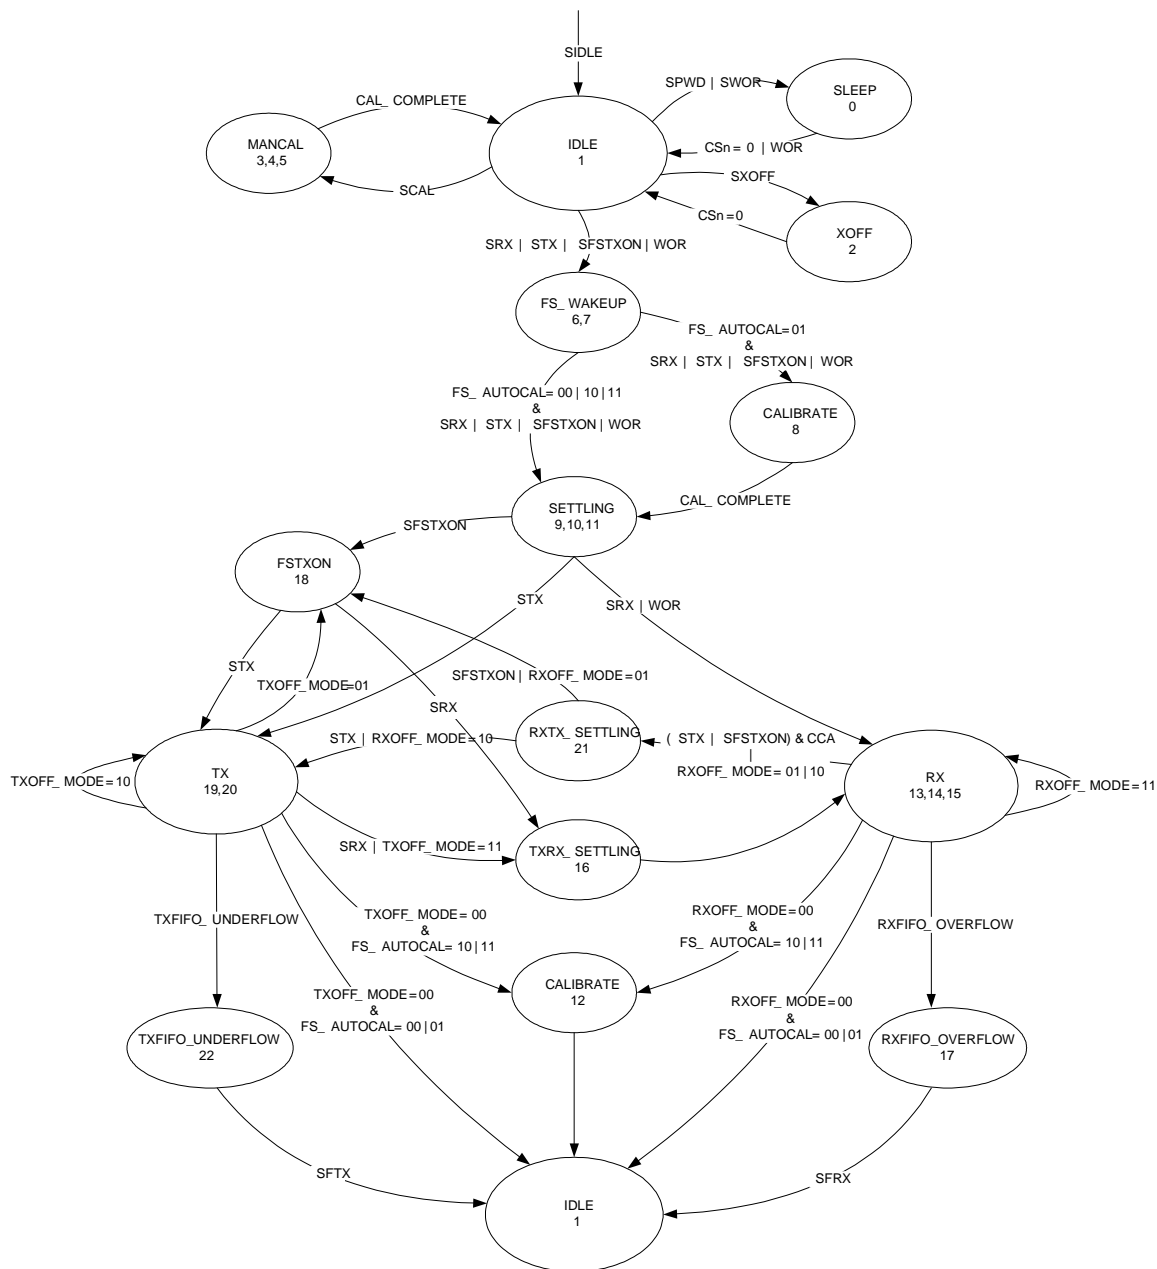 SIDLE
SPWD | SWOR
SLEEP
0
CAL_ COMPLETE
MANCAL
3,4,5
IDLE
1
CSn = 0 | WOR
SCAL
SXOFF
CSn = 0
XOFF
2
SRX | STX | SFSTXON | WOR
FS_ WAKEUP
6,7
FS_ AUTOCAL = 01
&
SRX | STX | SFSTXON | WOR
FS_ AUTOCAL = 00 | 10 | 11
&
SRX | STX | SFSTXON | WOR
CALIBRATE
8
CAL_ COMPLETE
SETTLING
9,10,11
SFSTXON
FSTXON
18
STX
SRX | WOR
STX
TXOFF_ MODE = 01
SFSTXON | RXOFF_ MODE = 01
SRX
RXTX_ SETTLING
21
STX | RXOFF_ MODE = 10
( STX | SFSTXON) & CCA
|
RXOFF_ MODE = 01 | 10
TXOFF_ MODE = 10
TX
19,20
RX
13,14,15
RXOFF_ MODE = 11
SRX | TXOFF_ MODE = 11
TXRX_ SETTLING
16
TXFIFO_ UNDERFLOW
TXOFF_ MODE = 00
&
FS_ AUTOCAL = 10 | 11
RXOFF_ MODE = 00
&
FS_ AUTOCAL = 10 | 11
RXFIFO_ OVERFLOW
CALIBRATE
12
TXOFF_ MODE = 00
&
FS_ AUTOCAL = 00 | 01
RXOFF_ MODE = 00
&
FS_ AUTOCAL = 00 | 01
TXFIFO_UNDERFLOW
22
RXFIFO_OVERFLOW
17
SFTX
SFRX
IDLE
1